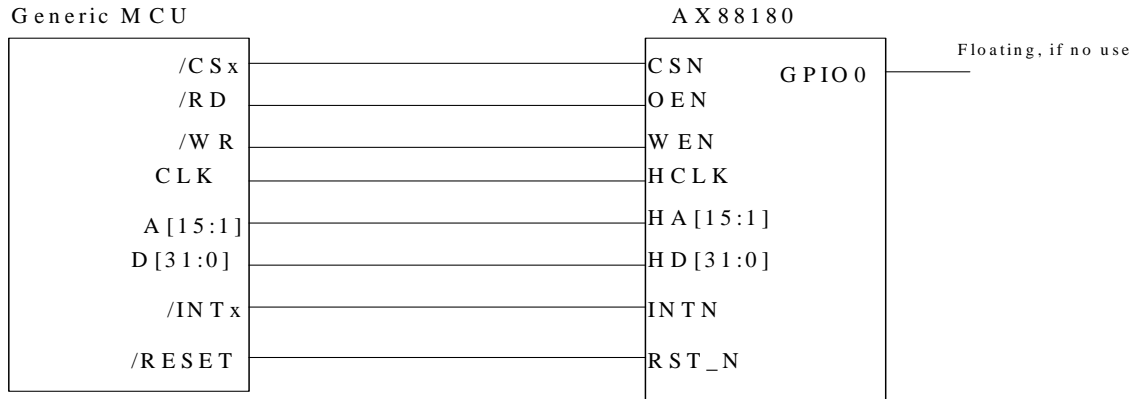 Generic MCU
AX88180
Floating, if no use
/CSx
CSN
GPIO0
/RD
OEN
/WR
WEN
CLK
HCLK
A[15:1]
HA[15:1]
D[31:0]
HD[31:0]
/INTx
INTN
/RESET
RST_N